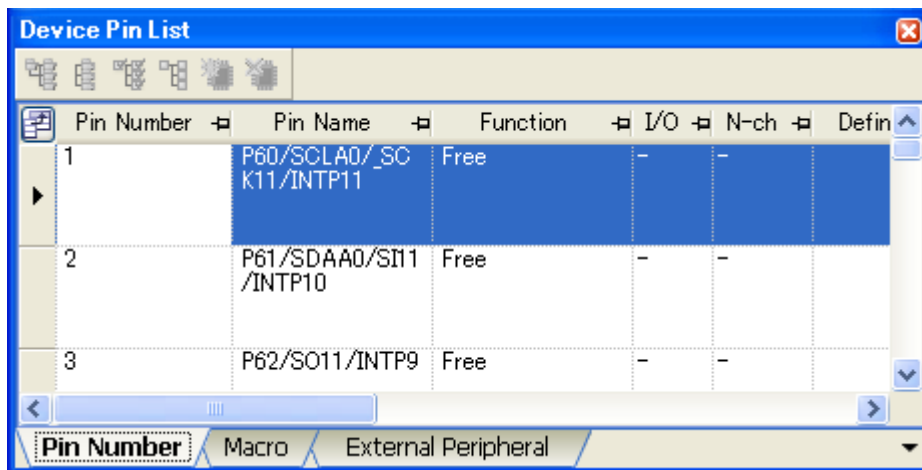 Device Pin List
Pin Number Pin Name Function I/O N-ch Defin
1 P60/SCLA0/_SC Free - -
K11/INTP11
2 P61/SDAA0/SI11 Free - -
/INTP10
3 P62/SO11/INTP9 Free - -
Pin Number Macro External Peripheral